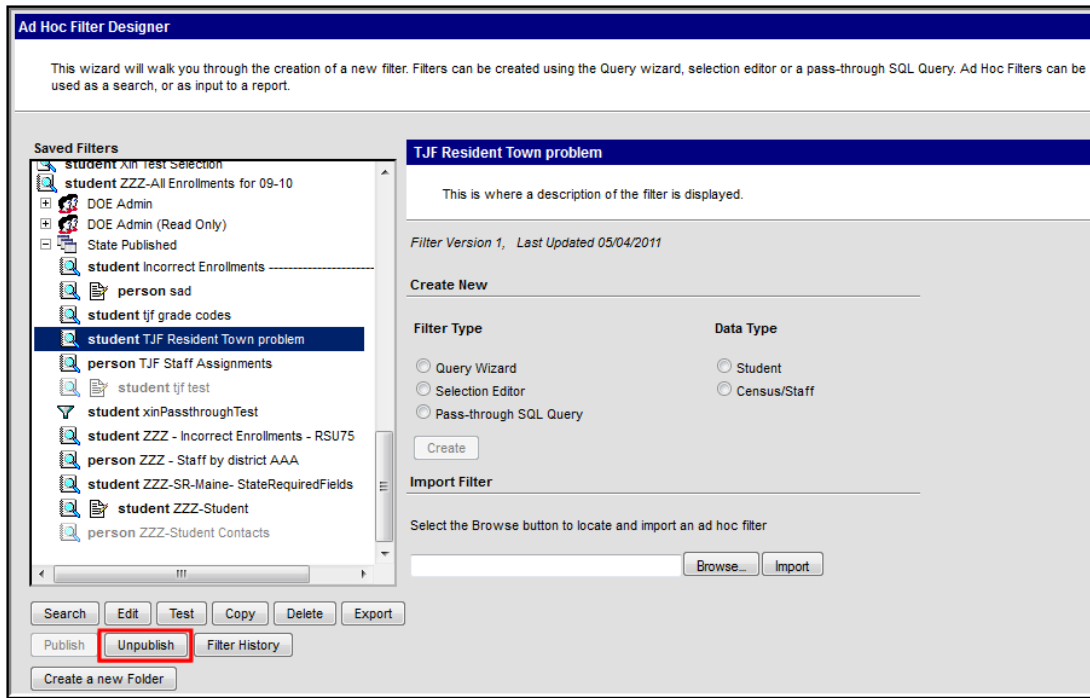 Ad Hoc Filter Designer
This wizard will walk you through the creation of a new filter. Filters can be created using the Query wizard, selection editor or a pass-through SQL Query. Ad Hoc Filters can be
used as a search, or as input to a report.
Saved Filters
student Xin Test Selection
student ZZZ-All Enrollments for 09-10
DOE Admin
DOE Admin (Read Only)
State Published
student Incorrect Enrollments -----------------------
person sad
student tjf grade codes
student TJF Resident Town problem
person TJF Staff Assignments
student tjf test
student xinPassthroughTest
student ZZZ - Incorrect Enrollments - RSU75
person ZZZ - Staff by district AAA
student ZZZ-SR-Maine- StateRequiredFields
student ZZZ-Student
person ZZZ-Student Contacts
Search Edit Test Copy Delete Export
Publish Unpublish Filter History
Create a new Folder
TJF Resident Town problem
This is where a description of the filter is displayed.
Filter Version 1, Last Updated 05/04/2011
Create New
Filter Type Data Type
Query Wizard Student
Selection Editor Census/Staff
Pass-through SQL Query
Create
Import Filter
Select the Browse button to locate and import an ad hoc filter
Browse... Import